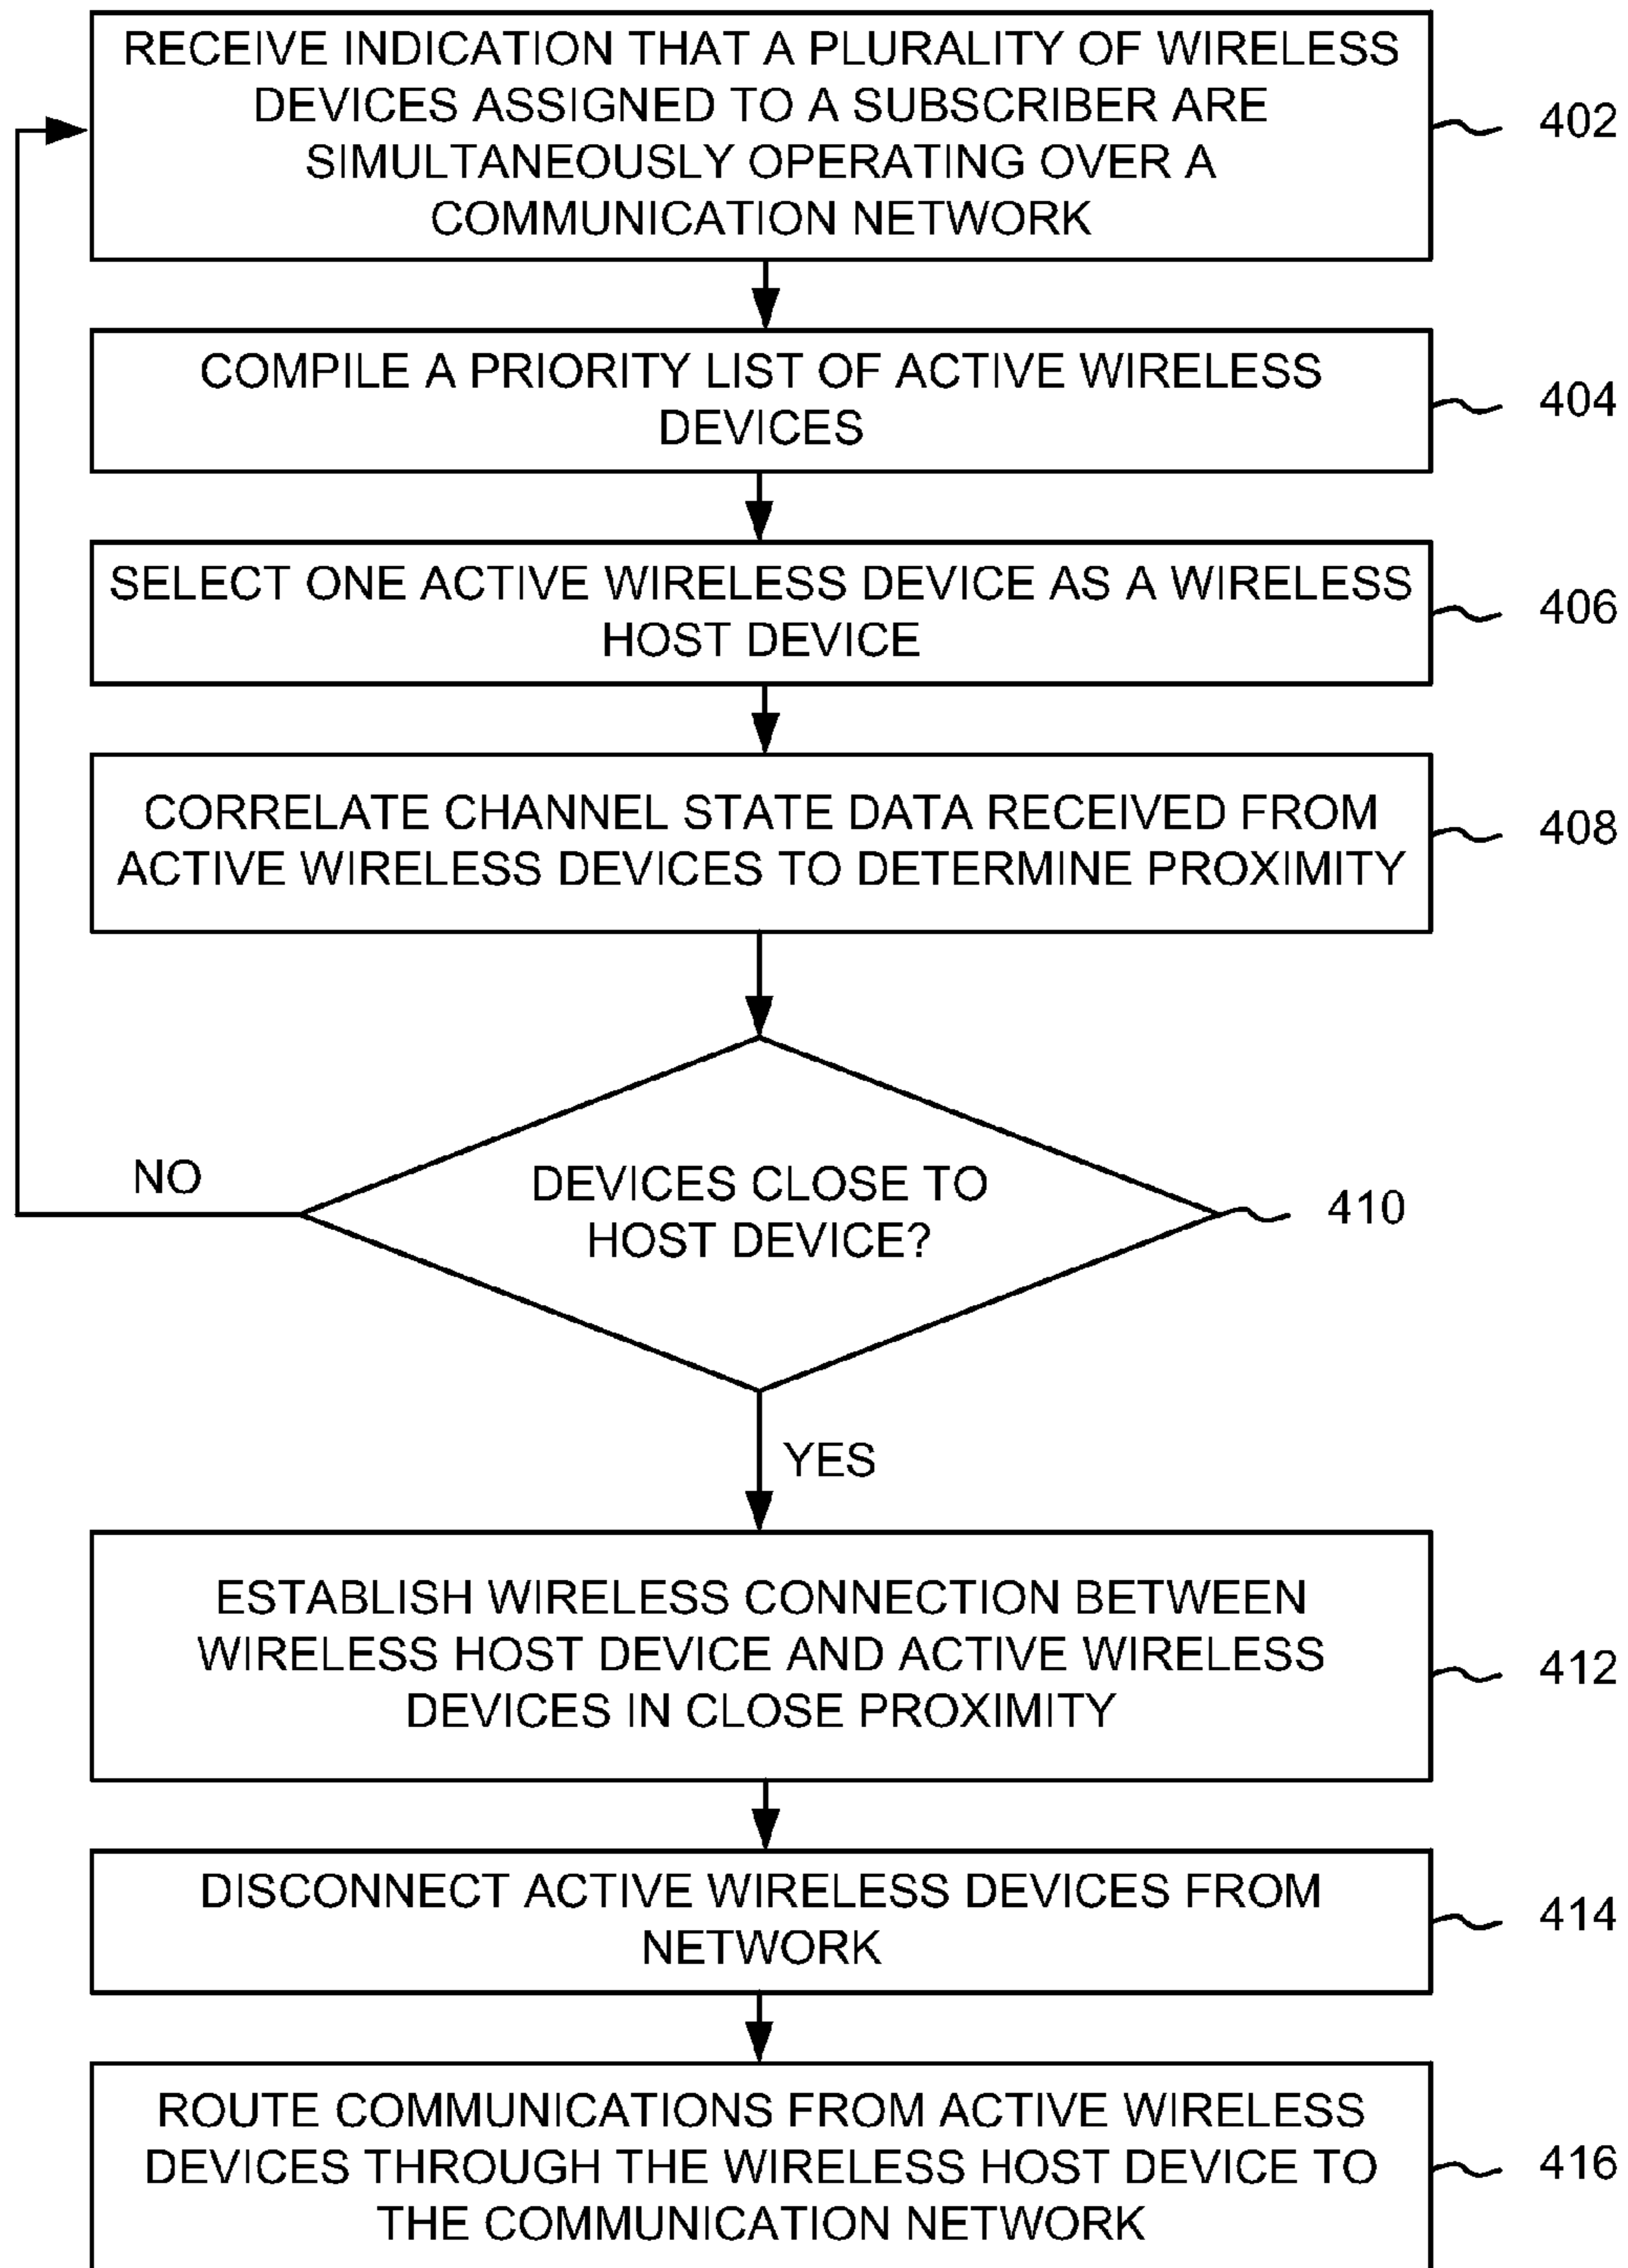 RECEIVE INDICATION THAT A PLURALITY OF WIRELESS
DEVICES ASSIGNED TO A SUBSCRIBER ARE
SIMULTANEOUSLY OPERATING OVER A
COMMUNICATION NETWORK
402
COMPILE A PRIORITY LIST OF ACTIVE WIRELESS
DEVICES
404
SELECT ONE ACTIVE WIRELESS DEVICE AS A WIRELESS
HOST DEVICE
406
CORRELATE CHANNEL STATE DATA RECEIVED FROM
ACTIVE WIRELESS DEVICES TO DETERMINE PROXIMITY
408
NO
DEVICES CLOSE TO
HOST DEVICE?
410
YES
ESTABLISH WIRELESS CONNECTION BETWEEN
WIRELESS HOST DEVICE AND ACTIVE WIRELESS
DEVICES IN CLOSE PROXIMITY
412
DISCONNECT ACTIVE WIRELESS DEVICES FROM
NETWORK
414
ROUTE COMMUNICATIONS FROM ACTIVE WIRELESS
DEVICES THROUGH THE WIRELESS HOST DEVICE TO
THE COMMUNICATION NETWORK
416